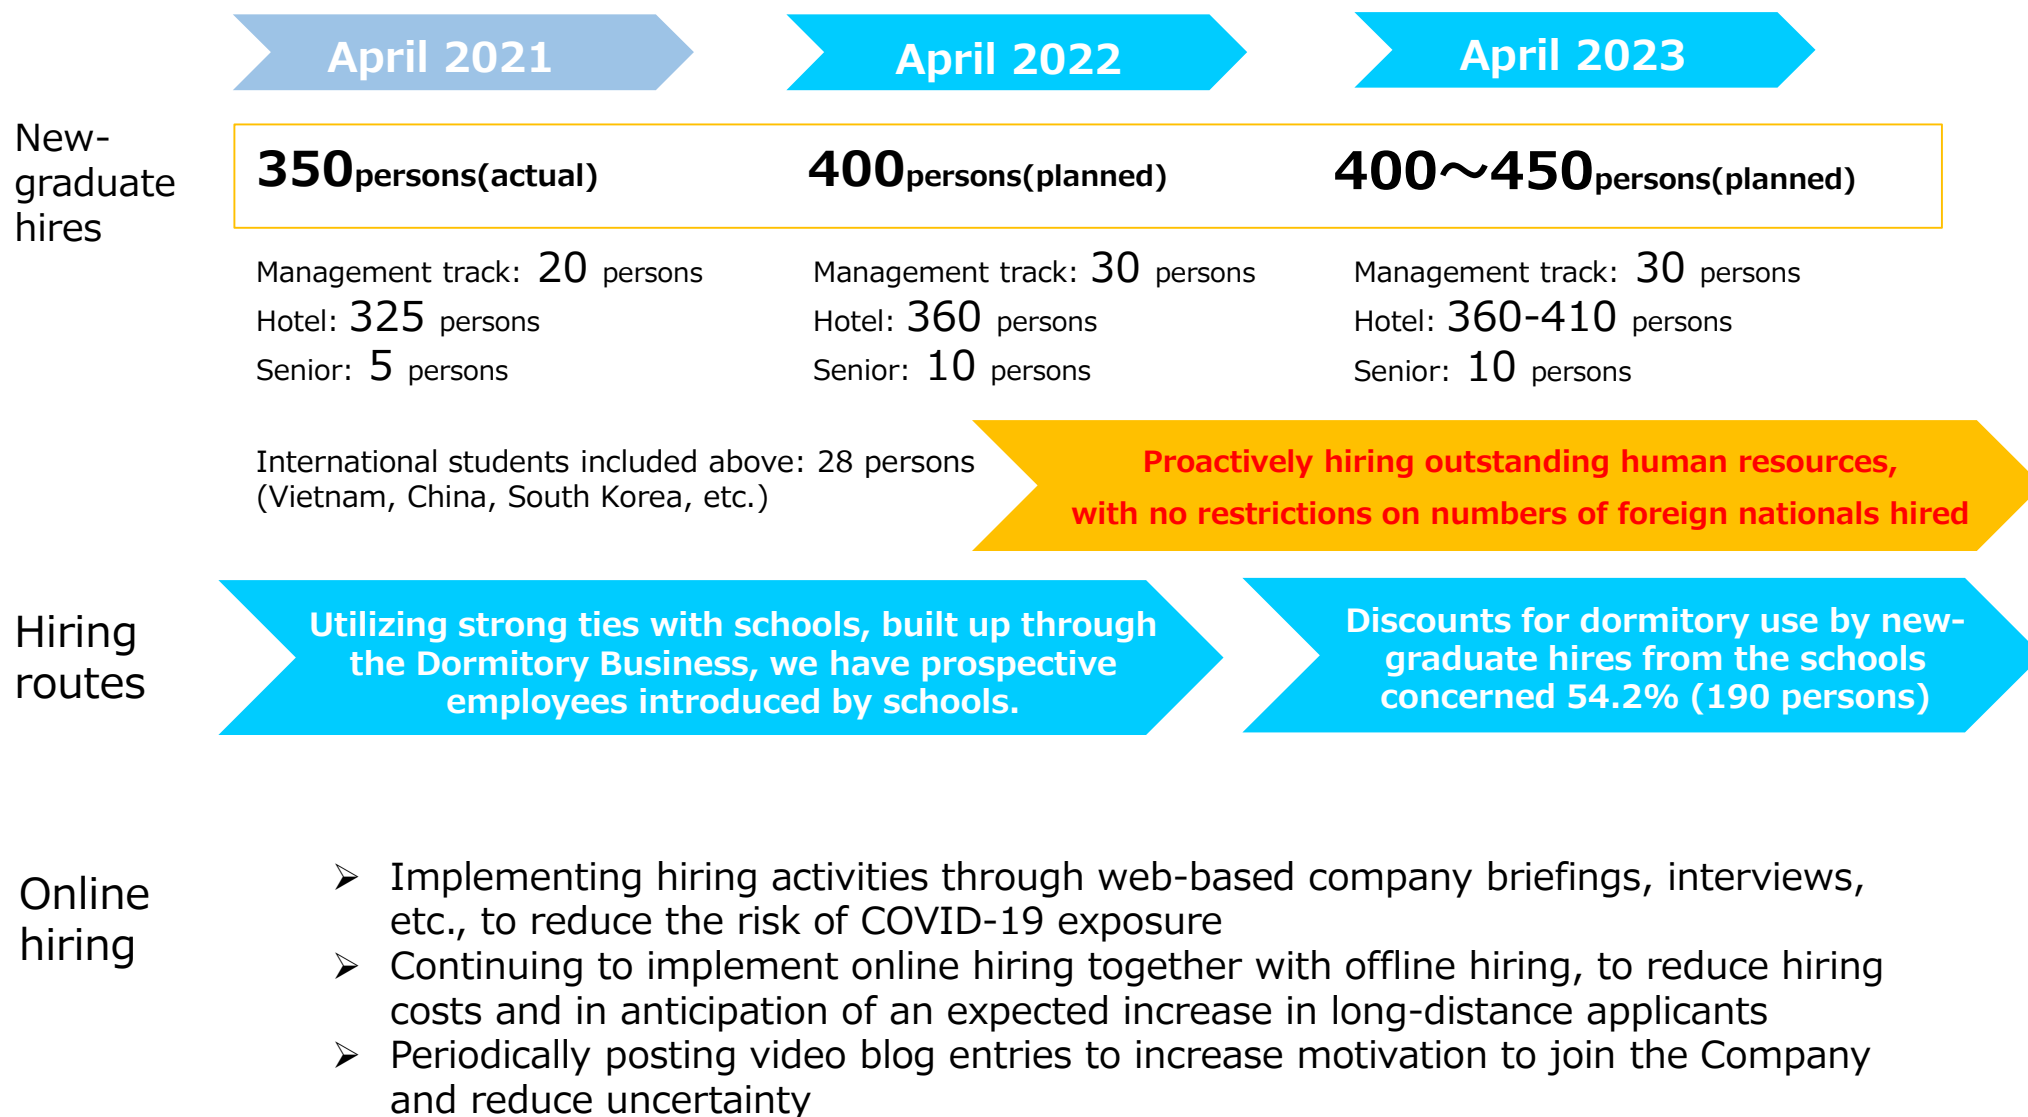 April 2021
April 2022
April 2023
New-
graduate
hires
350persons(actual)
400persons(planned)
400～450persons(planned)
Management track: 20 persons
Hotel: 325 persons
Senior: 5 persons
Management track: 30 persons
Hotel: 360 persons
Senior: 10 persons
Management track: 30 persons
Hotel: 360-410 persons
Senior: 10 persons
International students included above: 28 persons
(Vietnam, China, South Korea, etc.)
Proactively hiring outstanding human resources,
with no restrictions on numbers of foreign nationals hired
Hiring
routes
Utilizing strong ties with schools, built up through
the Dormitory Business, we have prospective
employees introduced by schools.
Discounts for dormitory use by new-
graduate hires from the schools
concerned 54.2% (190 persons)
Online
hiring
➢ Implementing hiring activities through web-based company briefings, interviews,
etc., to reduce the risk of COVID-19 exposure
➢ Continuing to implement online hiring together with offline hiring, to reduce hiring
costs and in anticipation of an expected increase in long-distance applicants
➢ Periodically posting video blog entries to increase motivation to join the Company
and reduce uncertainty